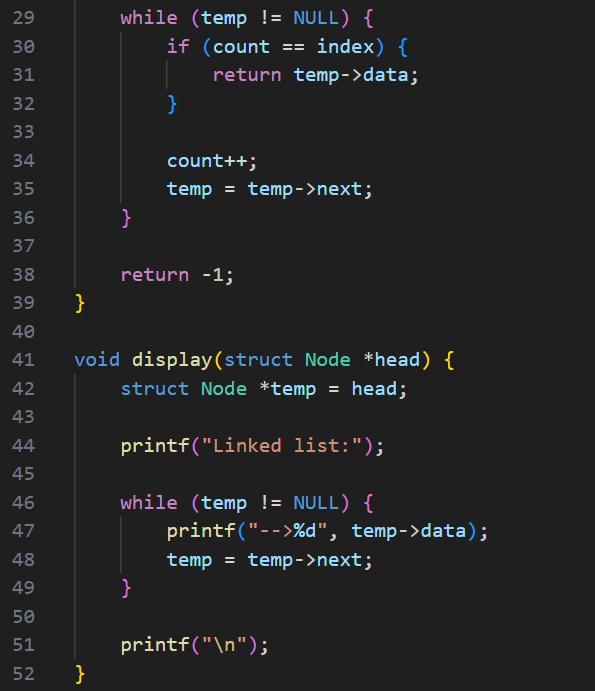 29 while (temp != NULL) {
30 if (count == index) {
31 return temp->data;
32 }
33
34 count++;
35 temp = temp->next;
36 }
37
38 return -1;
39 }
40
41 void display(struct Node *head) {
42 struct Node *temp = head;
43
44 printf("Linked list:");
45
46 while (temp != NULL) {
47 printf("-->%d", temp->data);
48 temp = temp->next;
49 }
50
51 printf("\n");
52 }